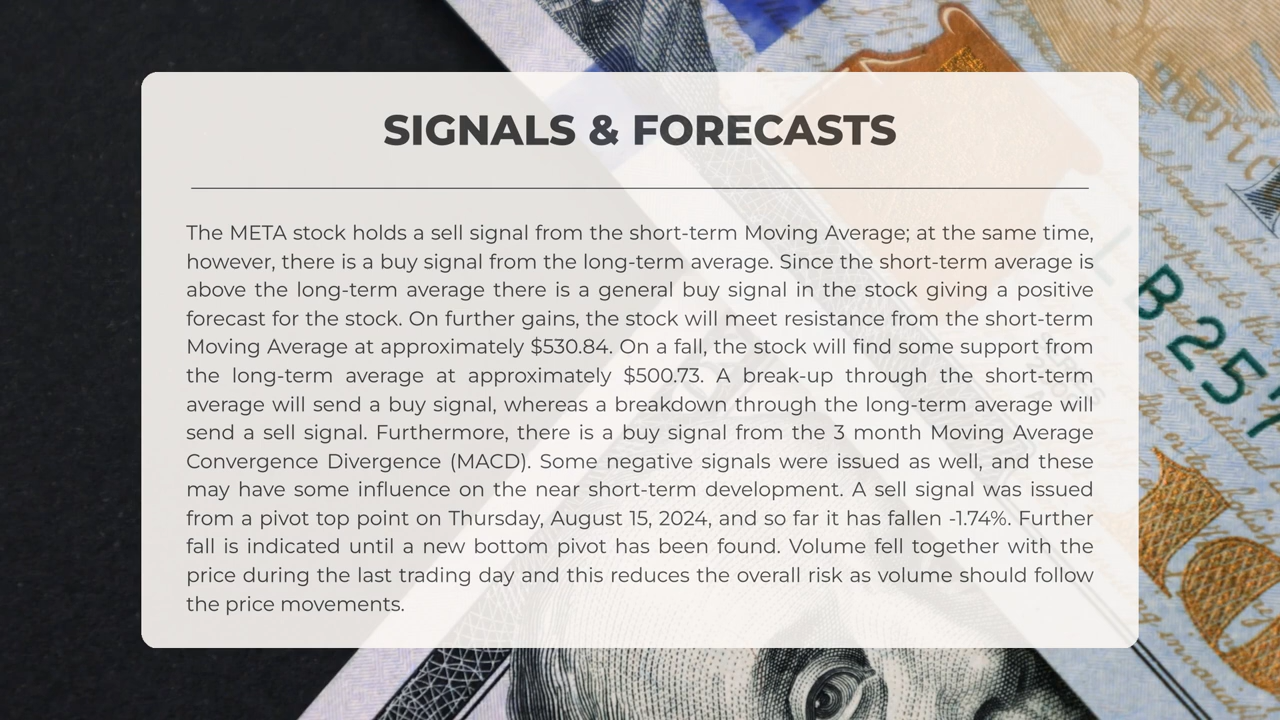 SIGNALS & FORECASTS
The META stock holds a sell signal from the short-term Moving Average; at the same time,
however, there is a buy signal from the long-term average. Since the short-term average is
above the long-term average there is a general buy signal in the stock giving a positive
forecast for the stock. On further gains, the stock will meet resistance from the short-term
Moving Average at approximately $530.84. On a fall, the stock will find some support from
the long-term average at approximately $500.73. A break-up through the short-term
average will send a buy signal, whereas a breakdown through the long-term average will
send a sell signal. Furthermore, there is a buy signal from the 3 month Moving Average
Convergence Divergence (MACD). Some negative signals were issued as well, and these
may have some influence on the near short-term development. A sell signal was issued
from a pivot top point on Thursday, August 15, 2024, and so far it has fallen -1.74%. Further
fall is indicated until a new bottom pivot has been found. Volume fell together with the
price during the last trading day and this reduces the overall risk as volume should follow
the price movements.